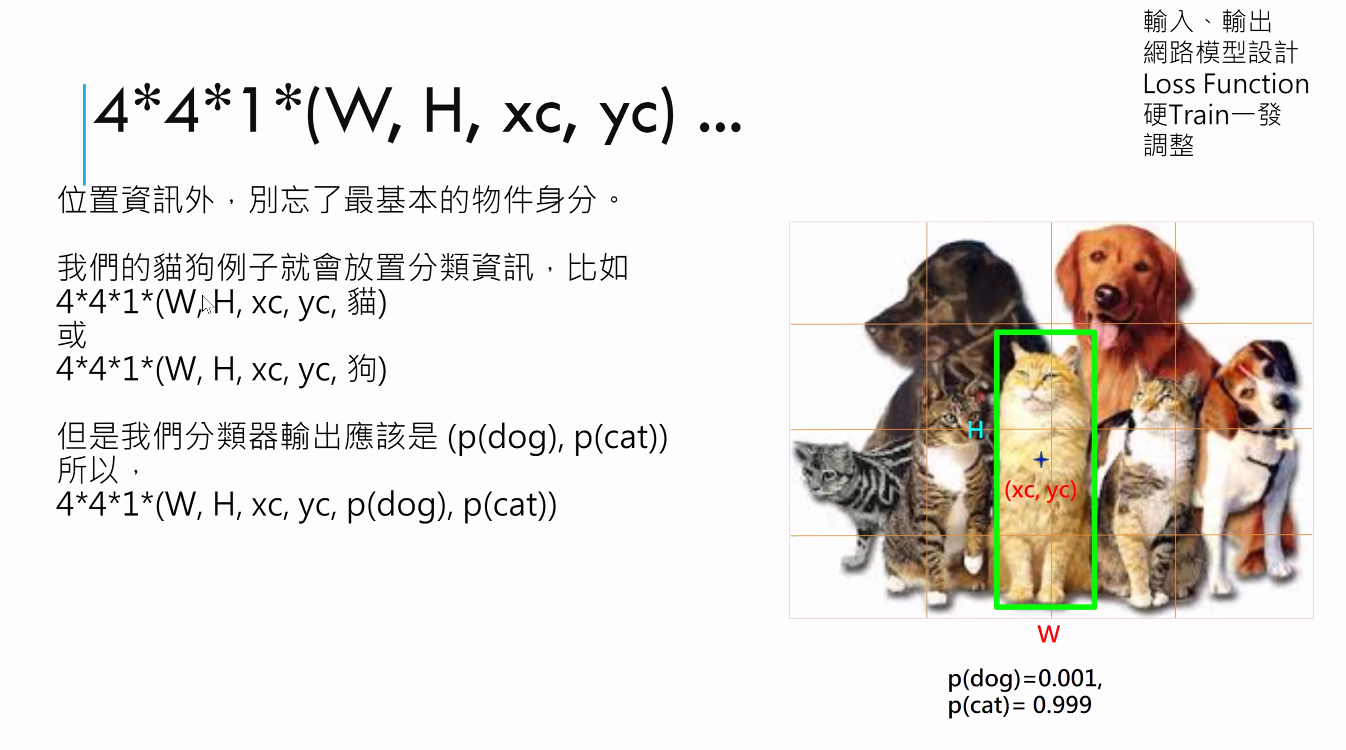 4*4*1*(W, H, xc, yc) ...
輸入、輸出
網路模型設計
Loss Function
硬Train一發
調整
位置資訊外，別忘了最基本的物件身分。
我們的貓狗例子就會放置分類資訊，比如
4*4*1*(W, H, xc, yc, 貓)
或
4*4*1*(W, H, xc, yc, 狗)
但是我們分類器輸出應該是 (p(dog), p(cat))
所以，
4*4*1*(W, H, xc, yc, p(dog), p(cat))
H
(xc, yc)
W
p(dog)=0.001,
p(cat)= 0.999